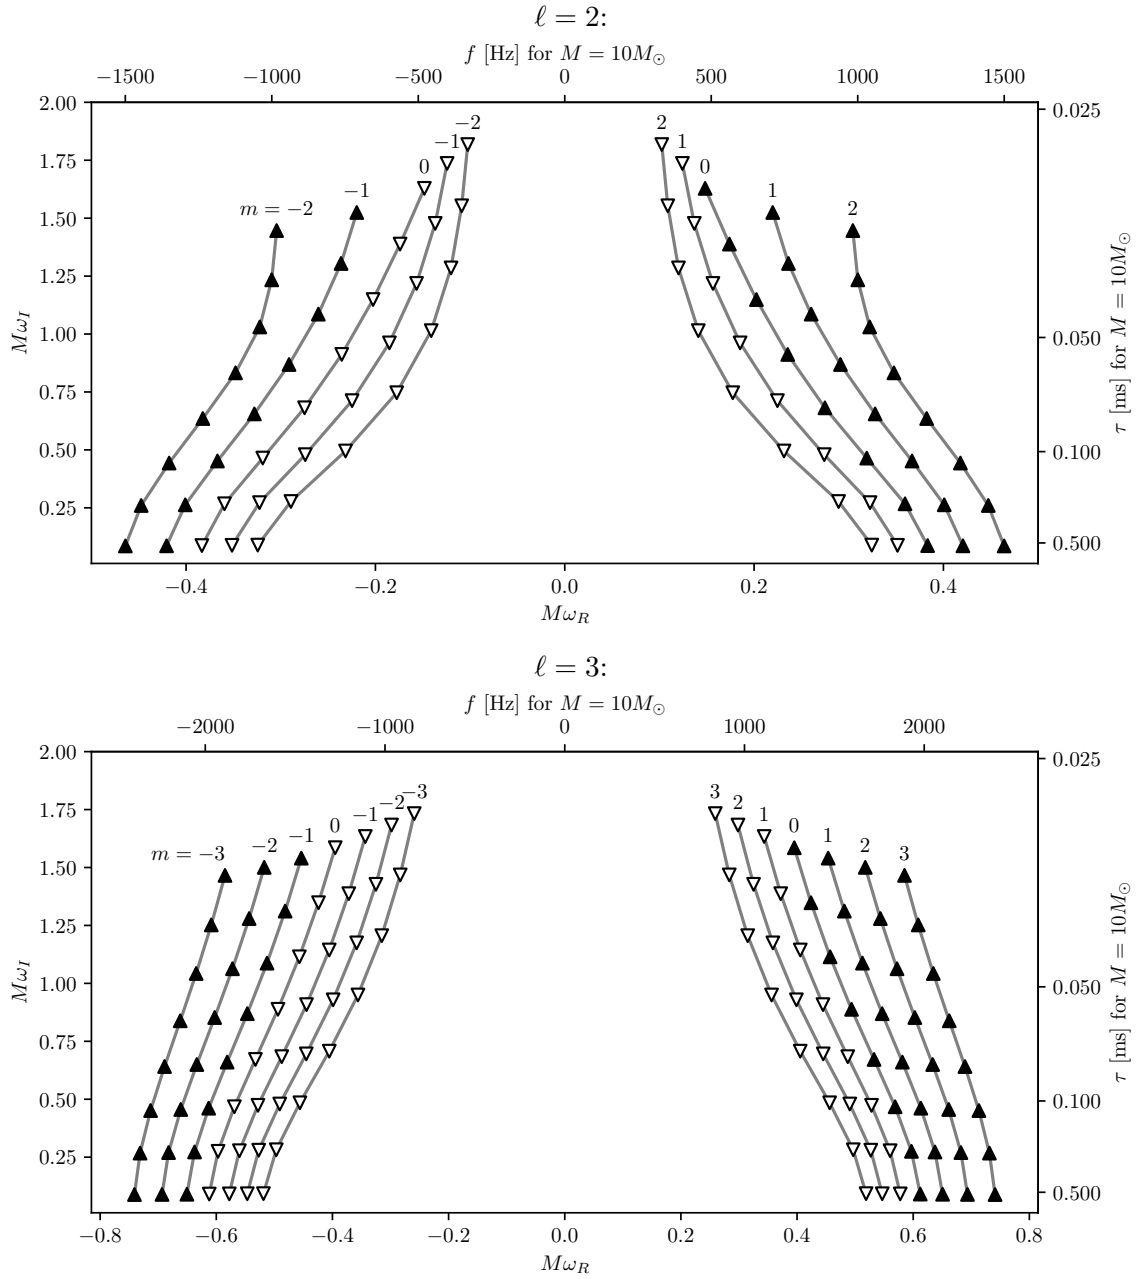 ℓ = 2:
f [Hz] for M = 10M⊙
−1500 −1000 −500 0 500 1000 1500
2.00 0.025
−2 2
−1 1
0 0
1.75
−1 1
m = −2 2
1.50
1.25
1.00 0.050
0.75
0.50 0.100
0.25
0.500
Mω_I
τ [ms] for M = 10M⊙
−0.4 −0.2 0.0 0.2 0.4
Mω_R
ℓ = 3:
f [Hz] for M = 10M⊙
−2000 −1000 0 1000 2000
2.00 0.025
m = −3 −2 −1 0 −1 −2 −3 3 2 1 0 1 2 3
1.75
1.50
1.25
1.00 0.050
0.75
0.50 0.100
0.25
0.500
Mω_I
τ [ms] for M = 10M⊙
−0.8 −0.6 −0.4 −0.2 0.0 0.2 0.4 0.6 0.8
Mω_R